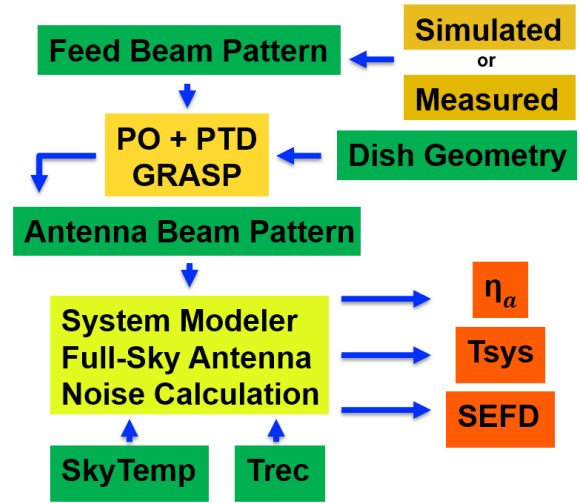 Feed Beam Pattern
Simulated
or
Measured
PO + PTD
GRASP
Dish Geometry
Antenna Beam Pattern
System Modeler
Full-Sky Antenna
Noise Calculation
ηₐ
Tsys
SEFD
SkyTemp
Trec